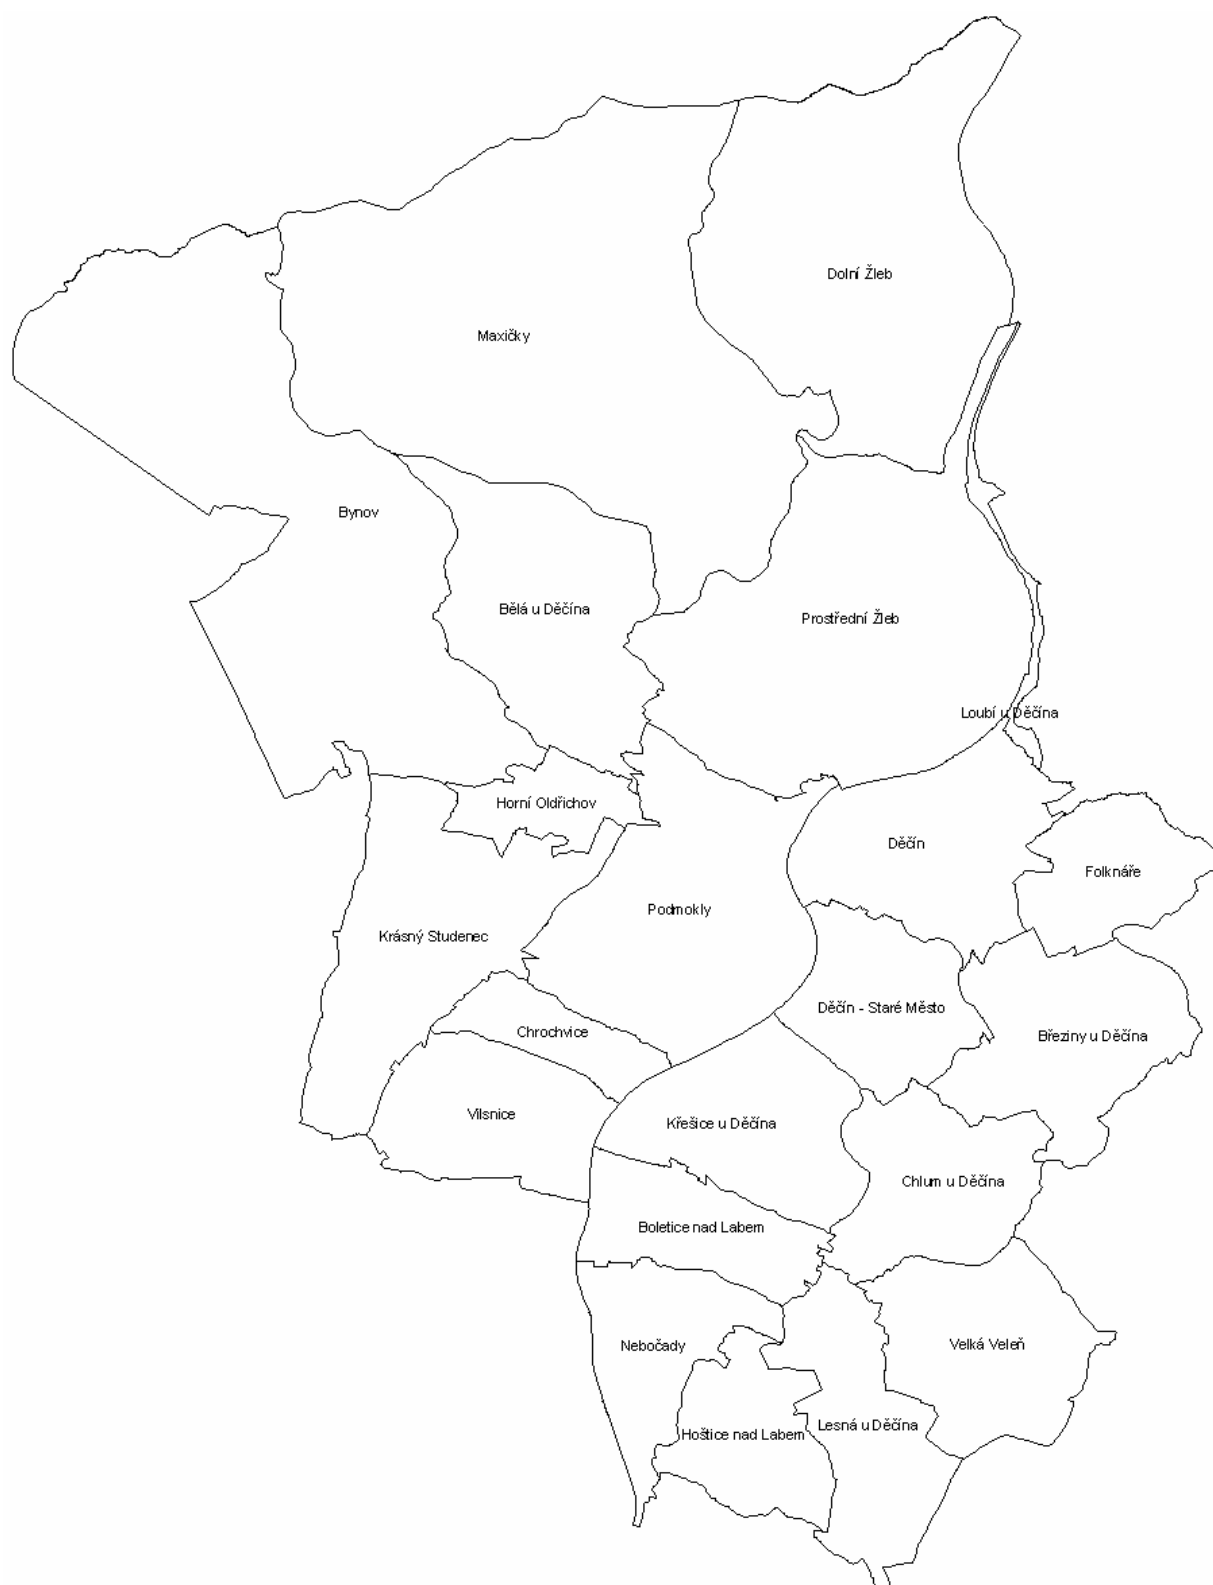 Dolní Žleb
Maxičky
Bynov
Bělá u Děčína
Prostřední Žleb
Loubí u Děčína
Horní Oldřichov
Děčín
Folknáře
Podmokly
Krásný Studenec
Děčín - Staré Město
Chrochvice
Březiny u Děčína
Vilsnice
Křešice u Děčína
Chlum u Děčína
Boletice nad Labem
Nebočady
Velká Veleň
Lesná u Děčína
Hoštice nad Labem